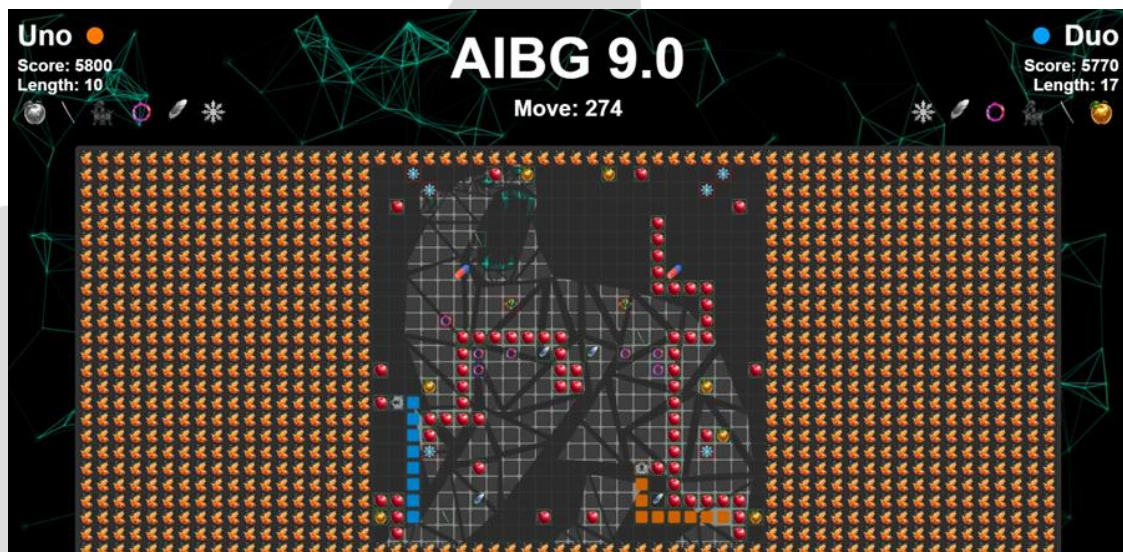 Uno
Score: 5800
Length: 10
AIBG 9.0
Move: 274
Duo
Score: 5770
Length: 17